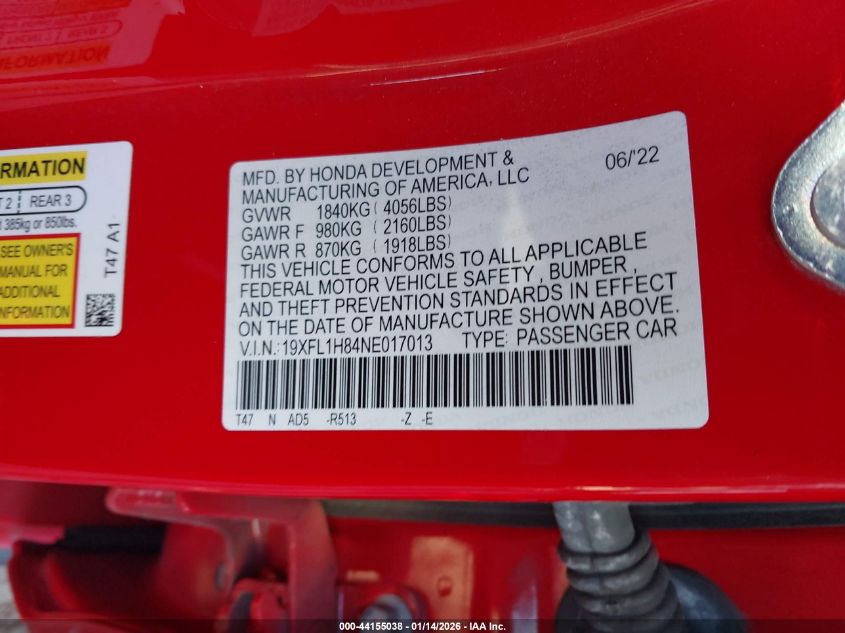 MFD. BY HONDA DEVELOPMENT &
MANUFACTURING OF AMERICA, LLC
06/'22
GVWR 1840KG ( 4056LBS)
GAWR F 980KG ( 2160LBS)
GAWR R 870KG ( 1918LBS)
THIS VEHICLE CONFORMS TO ALL APPLICABLE
FEDERAL MOTOR VEHICLE SAFETY , BUMPER ,
AND THEFT PREVENTION STANDARDS IN EFFECT
ON THE DATE OF MANUFACTURE SHOWN ABOVE.
V.I.N.: 19XFL1H84NE017013 TYPE: PASSENGER CAR
T47 N AD5 -R513 -Z -E
REAR 3
385kg or 850lbs.
SEE OWNER'S
MANUAL FOR
ADDITIONAL
T47 A1
000-44155038 - 01/14/2026 - IAA Inc.